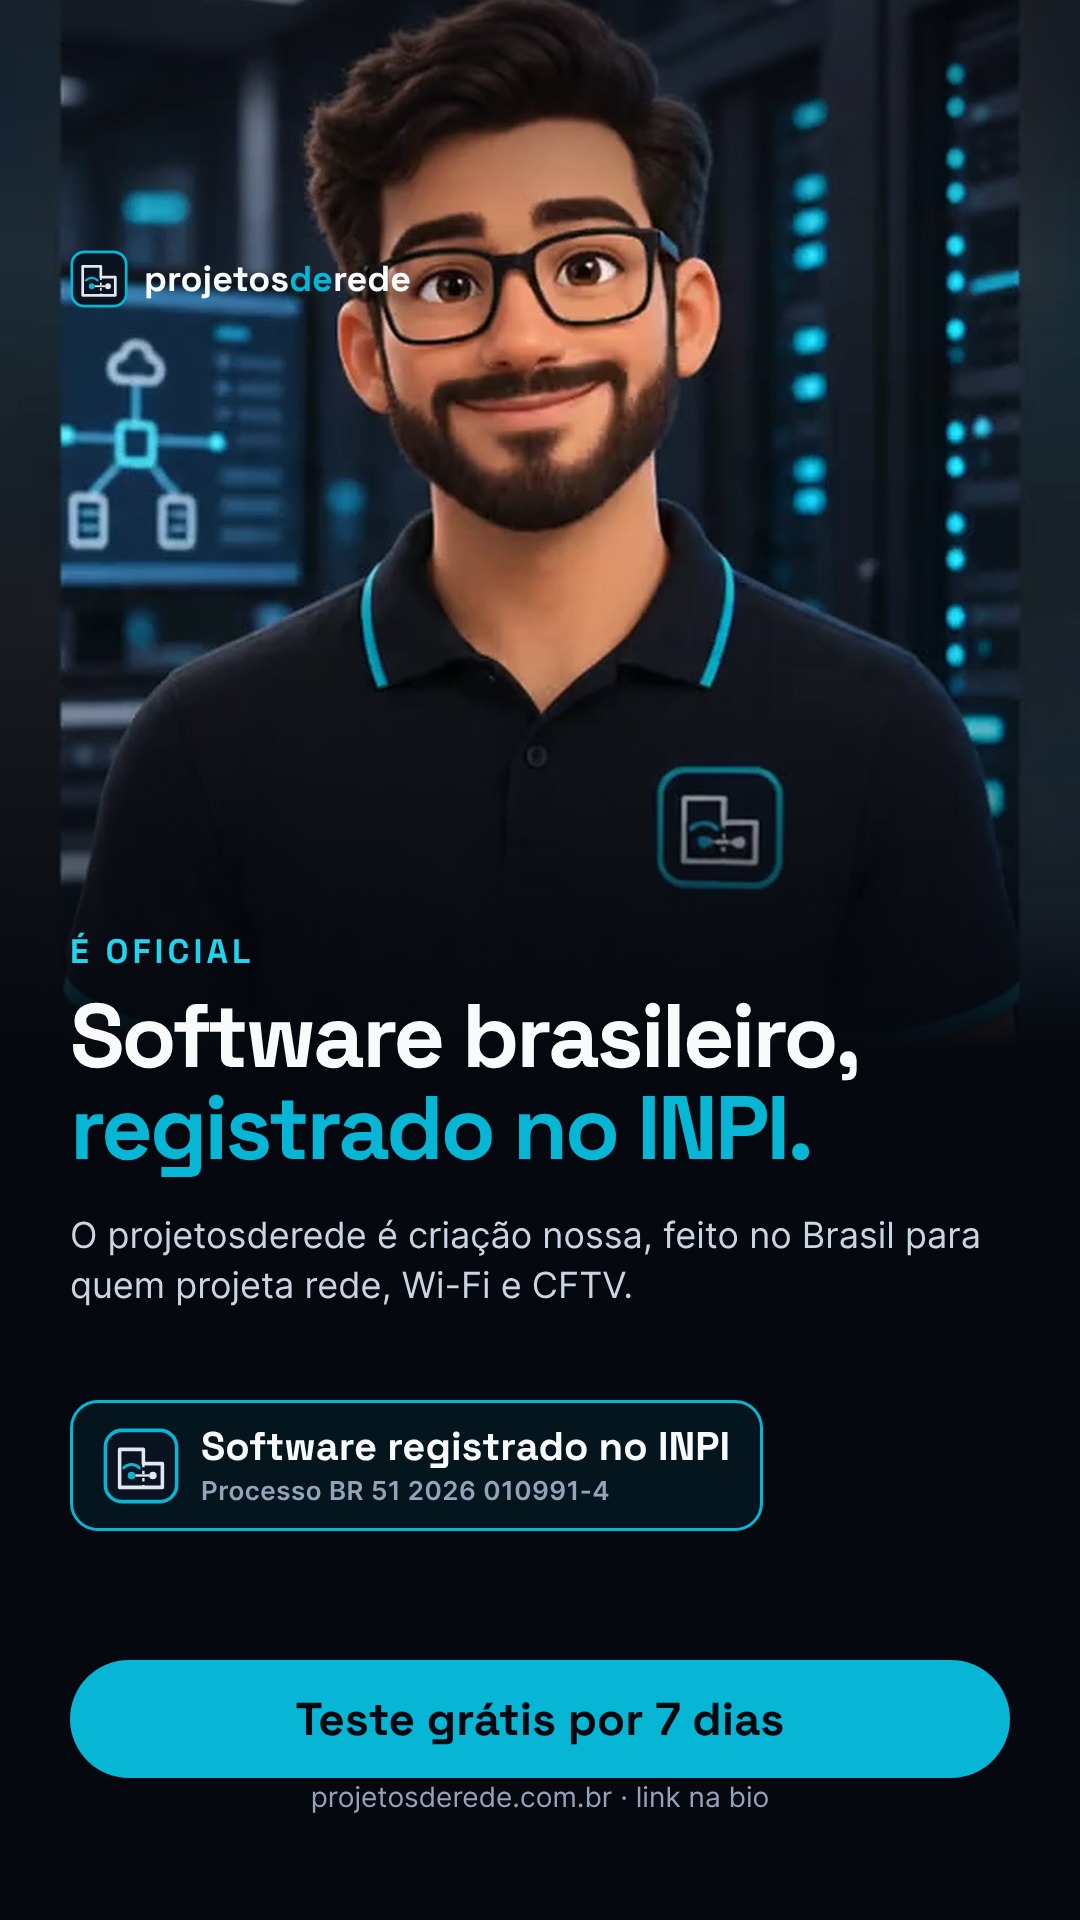 projetosderede
É OFICIAL
Software brasileiro,
registrado no INPI.
O projetosderede é criação nossa, feito no Brasil para
quem projeta rede, Wi-Fi e CFTV.
Software registrado no INPI
Processo BR 51 2026 010991-4
Teste grátis por 7 dias
projetosderede.com.br · link na bio